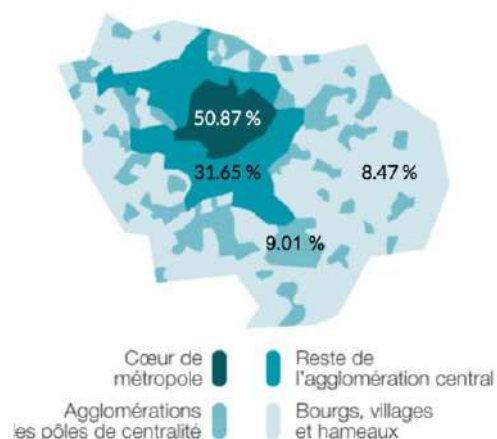 50.87 %
31.65 %
8.47 %
9.01 %
Cœur de
métropole
Reste de
l'agglomération central
Agglomérations
les pôles de centralité
Bourgs, villages
et hameaux